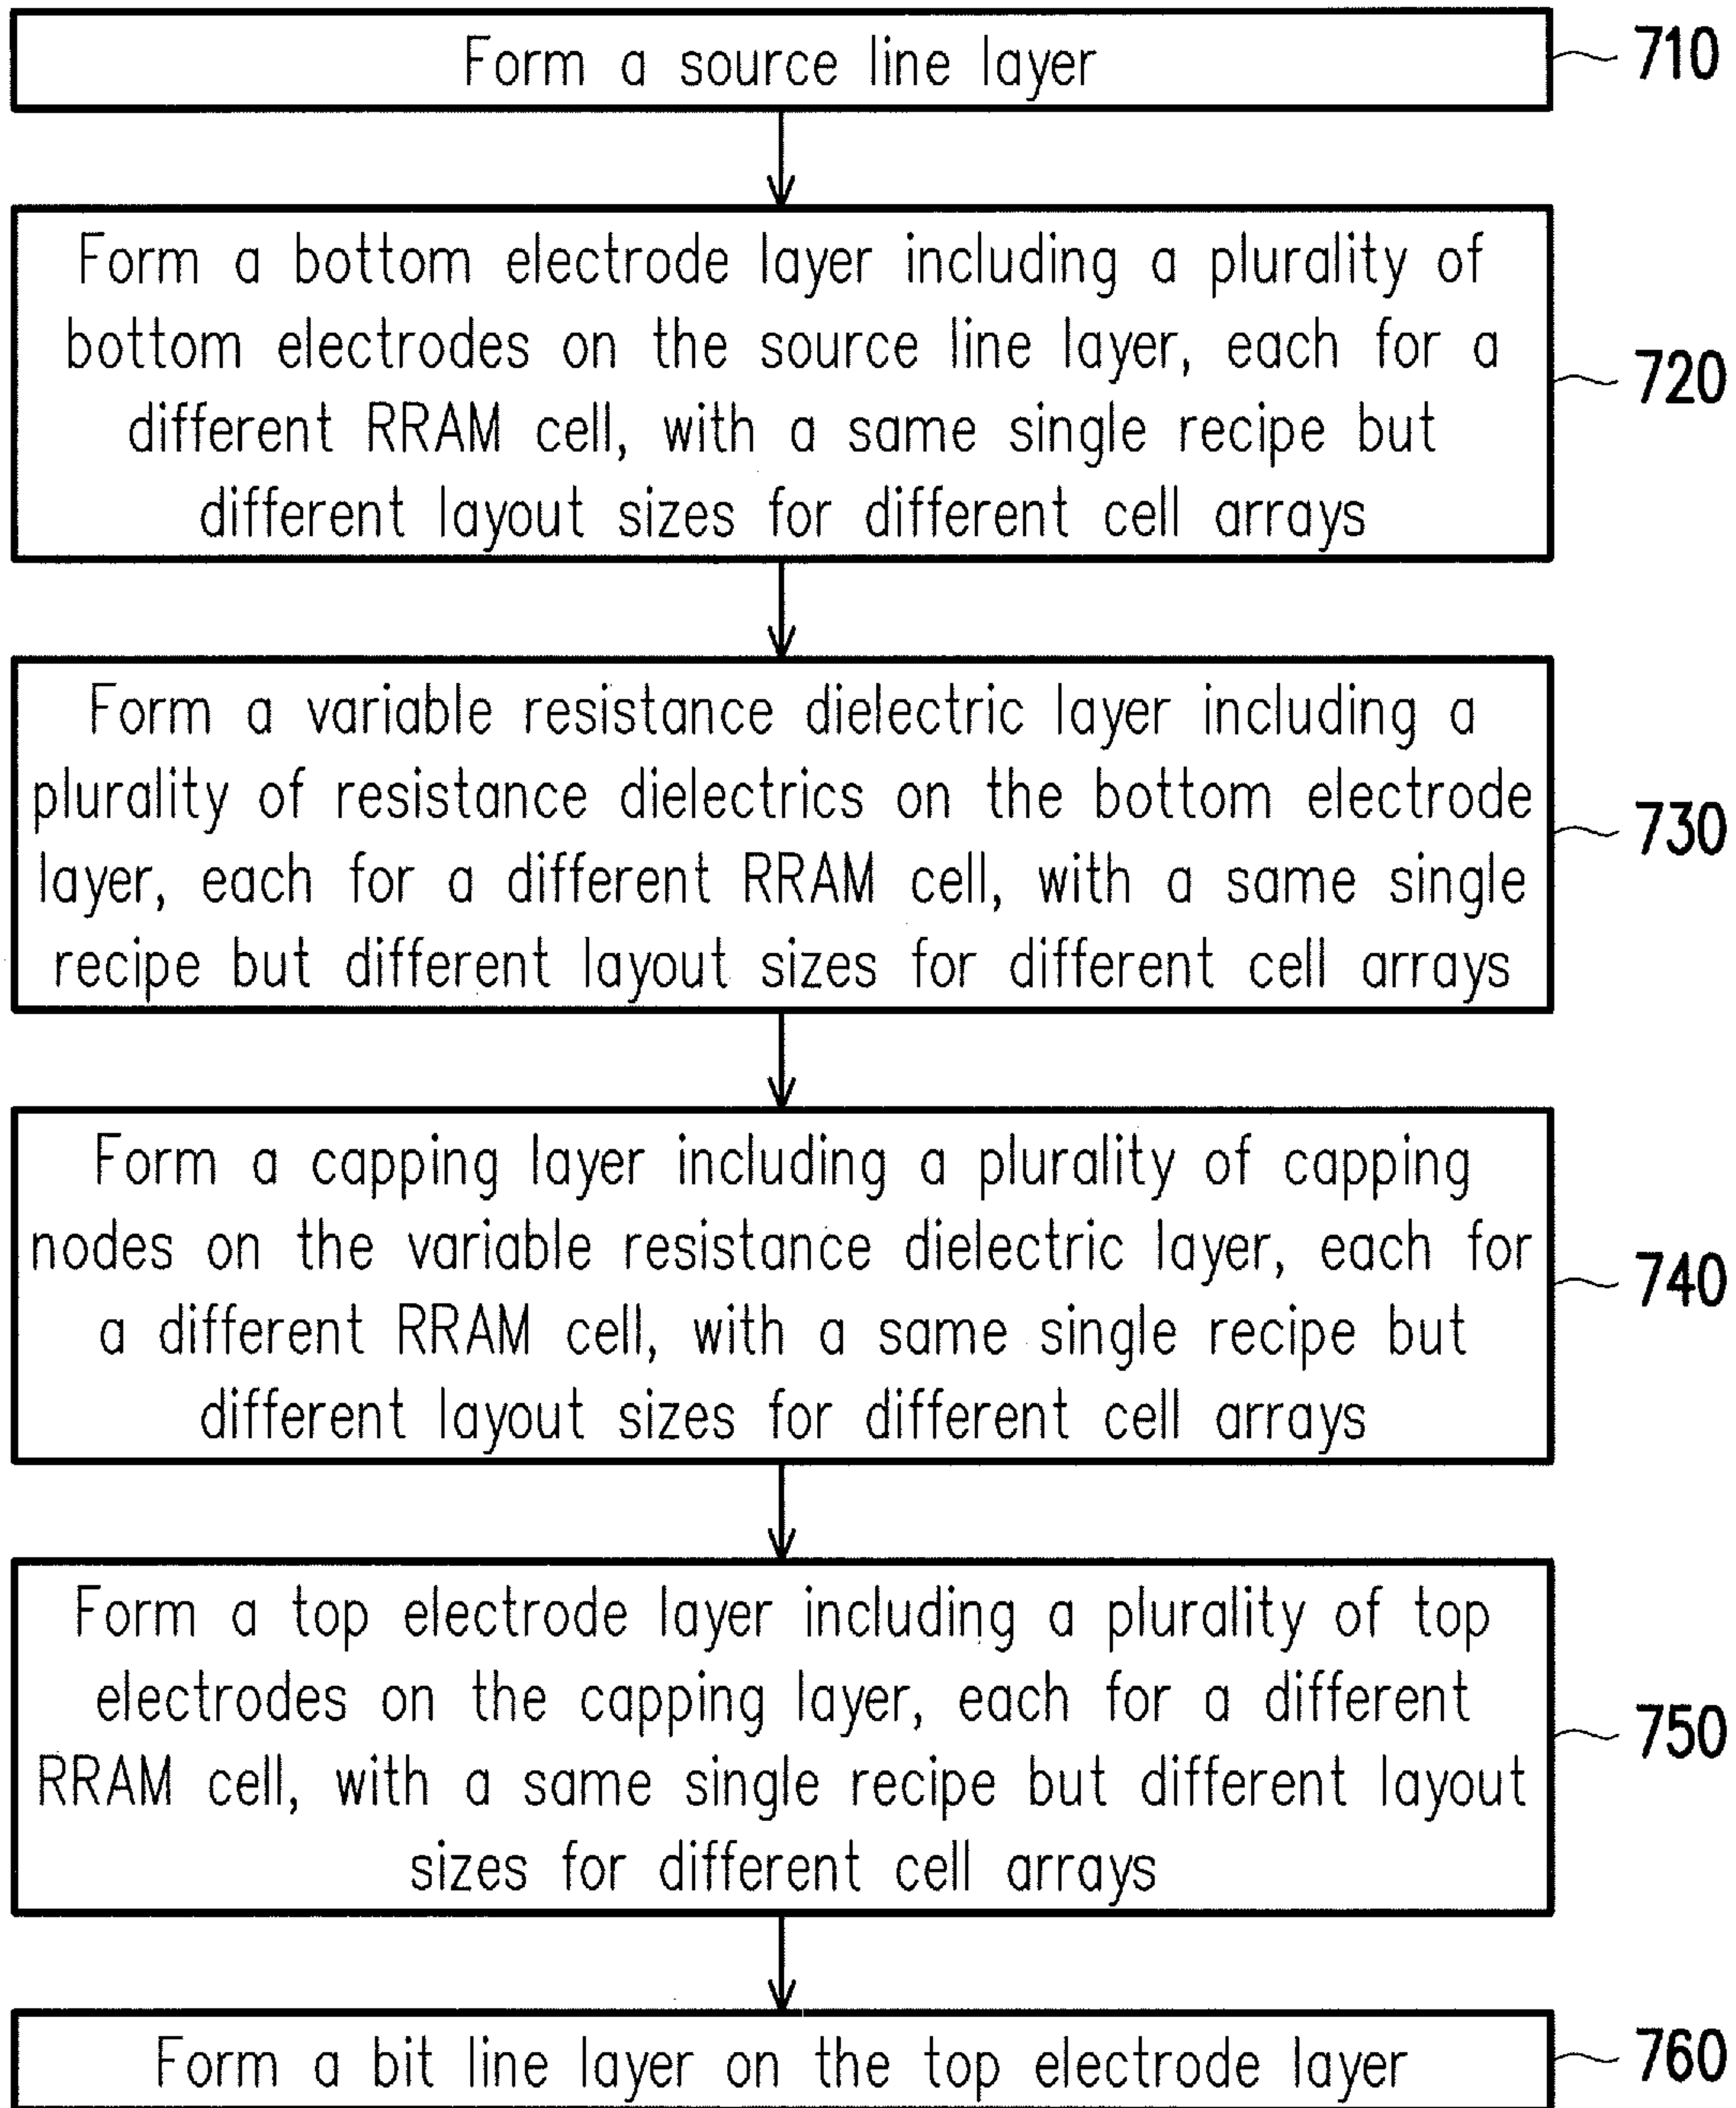 Form a source line layer
710
Form a bottom electrode layer including a plurality of
bottom electrodes on the source line layer, each for a
different RRAM cell, with a same single recipe but
different layout sizes for different cell arrays
720
Form a variable resistance dielectric layer including a
plurality of resistance dielectrics on the bottom electrode
layer, each for a different RRAM cell, with a same single
recipe but different layout sizes for different cell arrays
730
Form a capping layer including a plurality of capping
nodes on the variable resistance dielectric layer, each for
a different RRAM cell, with a same single recipe but
different layout sizes for different cell arrays
740
Form a top electrode layer including a plurality of top
electrodes on the capping layer, each for a different
RRAM cell, with a same single recipe but different layout
sizes for different cell arrays
750
Form a bit line layer on the top electrode layer
760